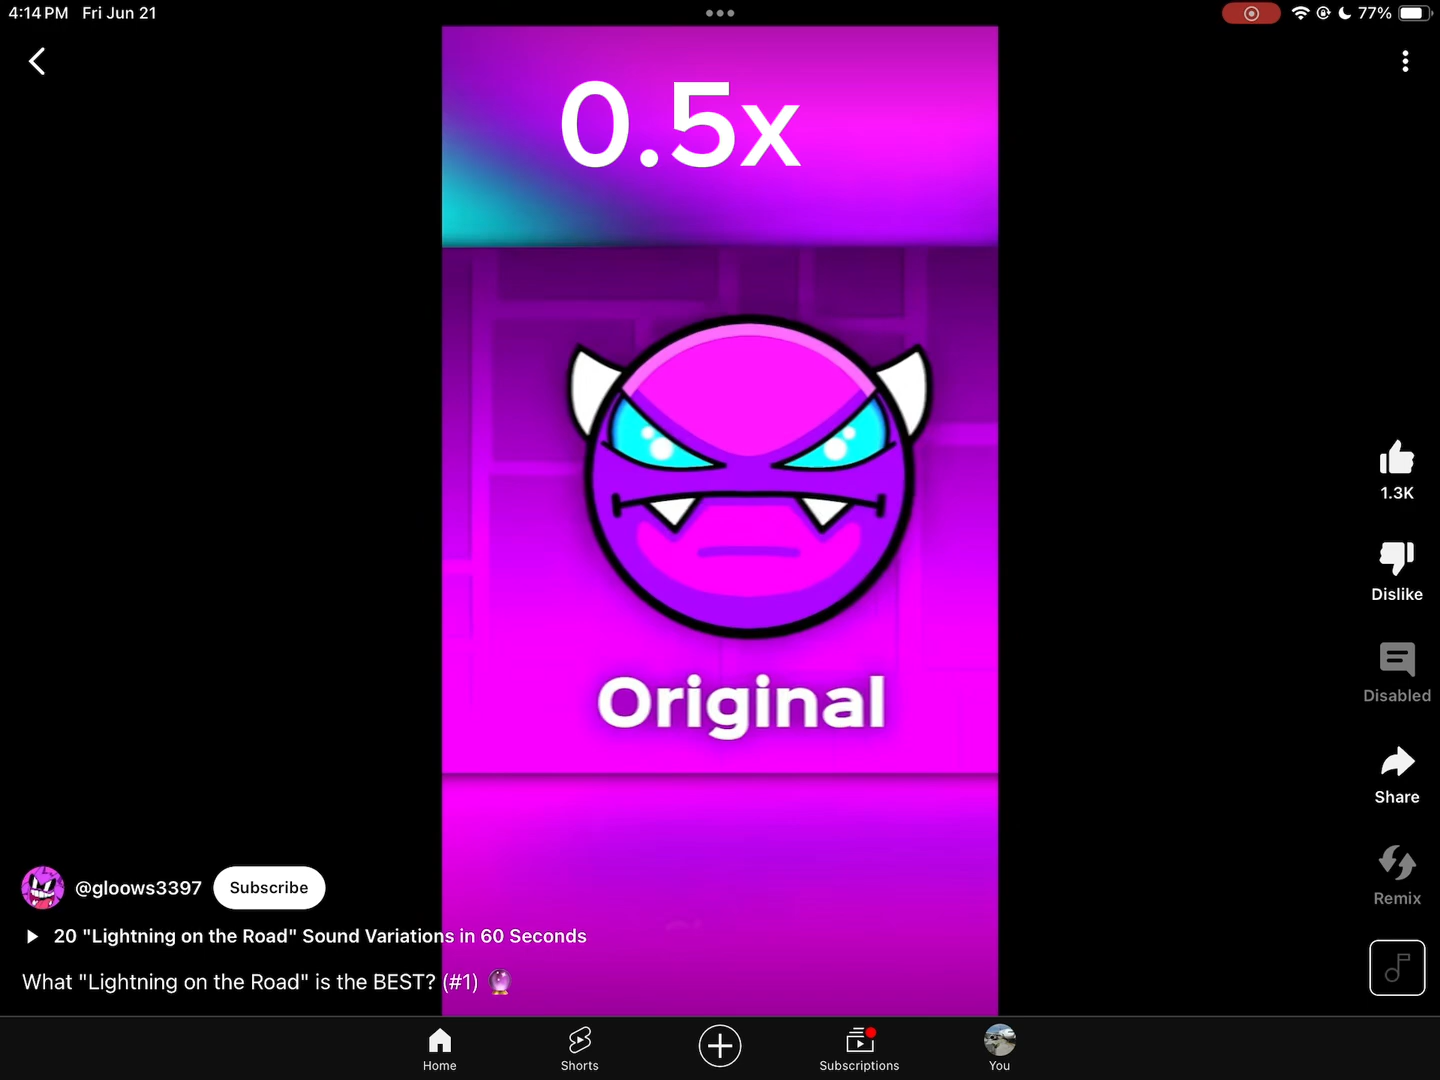 4:14 PM Fri Jun 21
77%
0.5x
Original
1.3K
Dislike
Disabled
Share
Remix
@gloows3397 Subscribe
20 "Lightning on the Road" Sound Variations in 60 Seconds
What "Lightning on the Road" is the BEST? (#1)
Home Shorts Subscriptions You